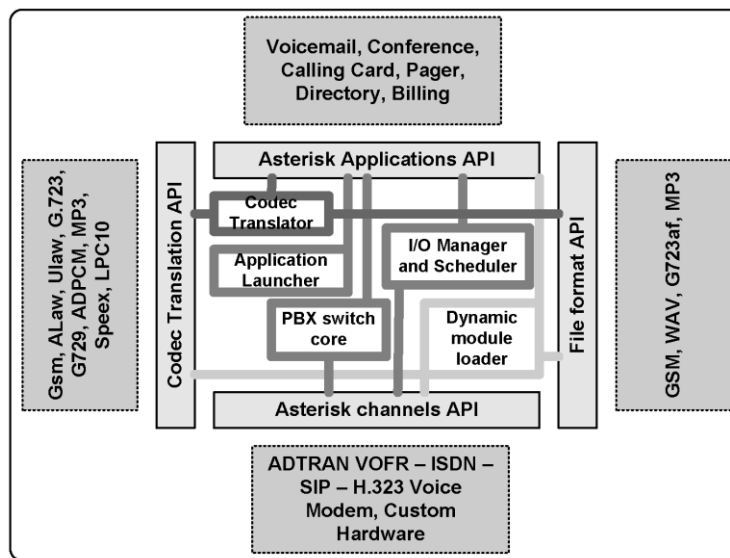 Voicemail, Conference,
Calling Card, Pager,
Directory, Billing
Asterisk Applications API
Gsm, ALaw, Ulaw, G.723,
G729, ADPCM, MP3,
Speex, LPC10
Codec Translation API
Codec
Translator
Application
Launcher
I/O Manager
and Scheduler
PBX switch
core
Dynamic
module
loader
File format API
GSM, WAV, G723af, MP3
Asterisk channels API
ADTRAN VOFR – ISDN –
SIP – H.323 Voice
Modem, Custom
Hardware